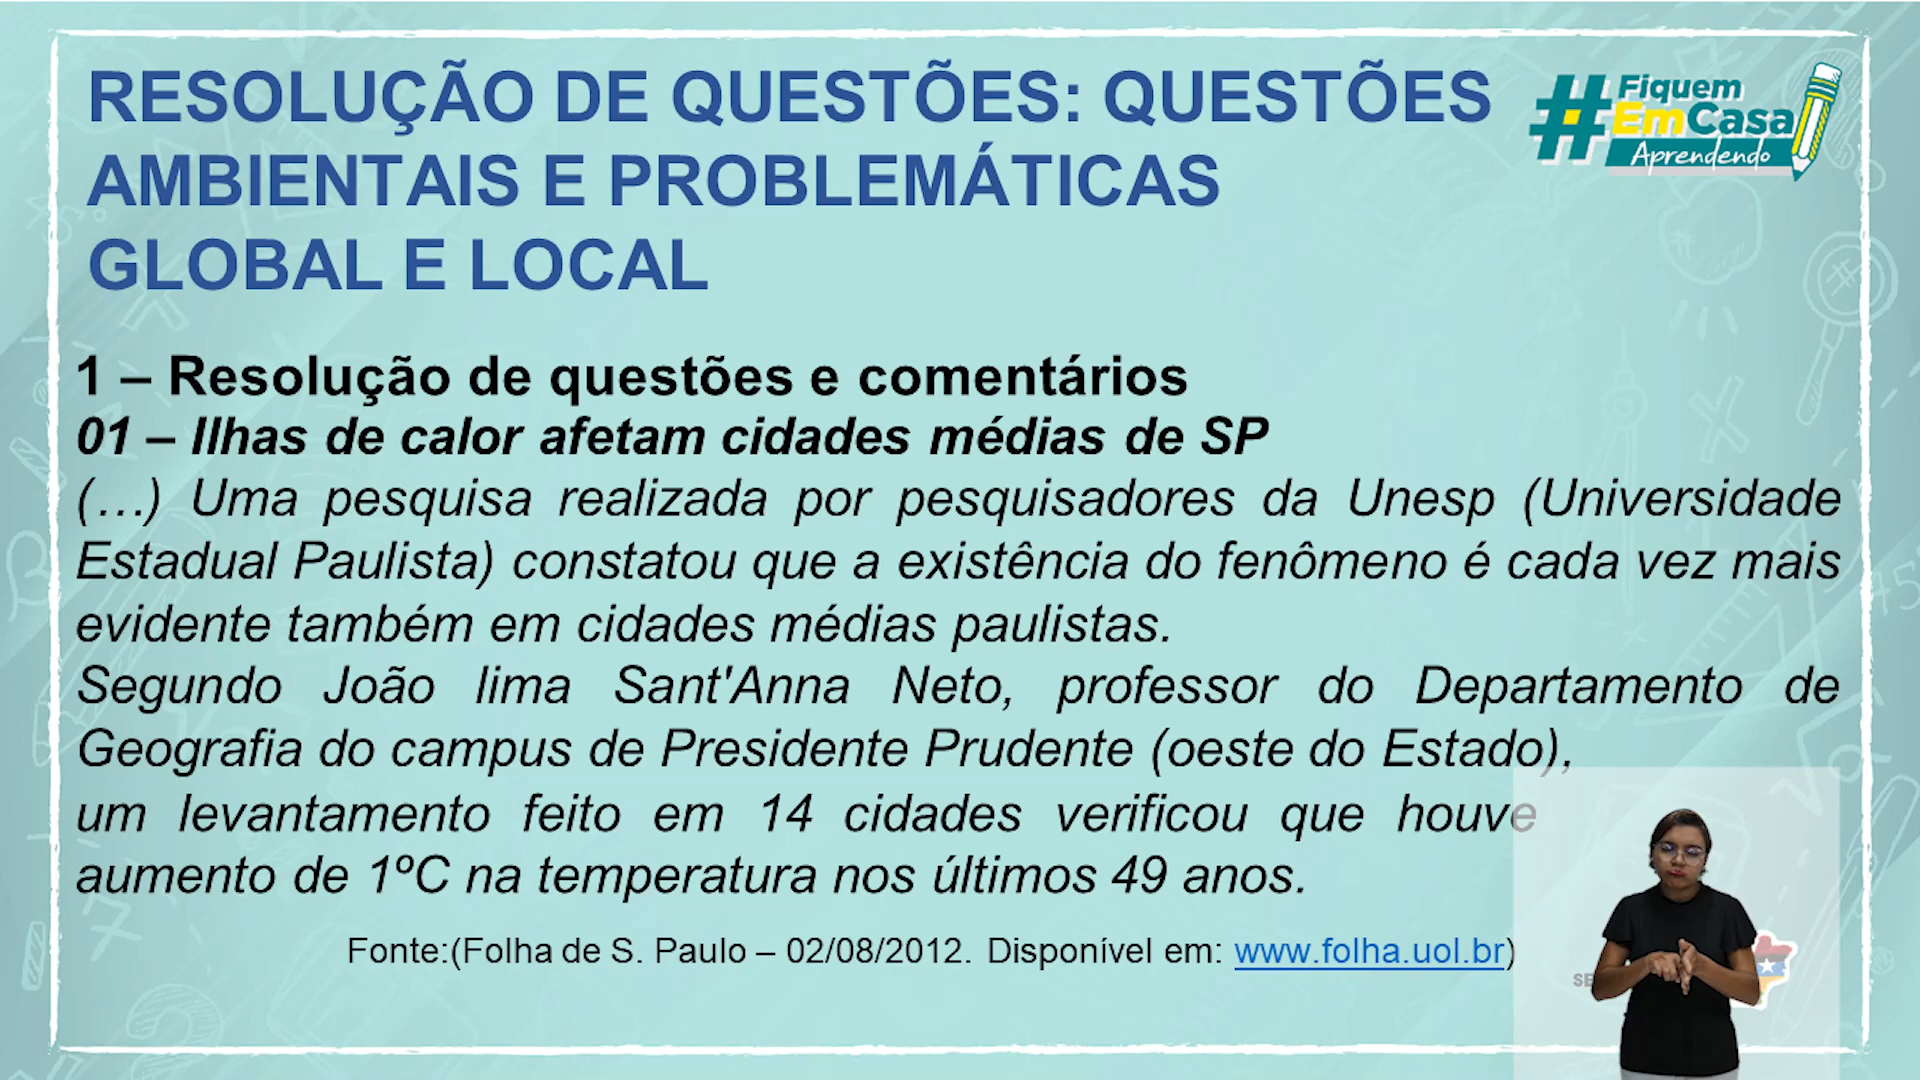 RESOLUÇÃO DE QUESTÕES: QUESTÕES
AMBIENTAIS E PROBLEMÁTICAS
GLOBAL E LOCAL
#Fiquem
EmCasa
Aprendendo
1 – Resolução de questões e comentários
01 – Ilhas de calor afetam cidades médias de SP
(…) Uma pesquisa realizada por pesquisadores da Unesp (Universidade
Estadual Paulista) constatou que a existência do fenômeno é cada vez mais
evidente também em cidades médias paulistas.
Segundo João lima Sant'Anna Neto, professor do Departamento de
Geografia do campus de Presidente Prudente (oeste do Estado),
um levantamento feito em 14 cidades verificou que houve
aumento de 1ºC na temperatura nos últimos 49 anos.
Fonte:(Folha de S. Paulo – 02/08/2012. Disponível em: www.folha.uol.br)